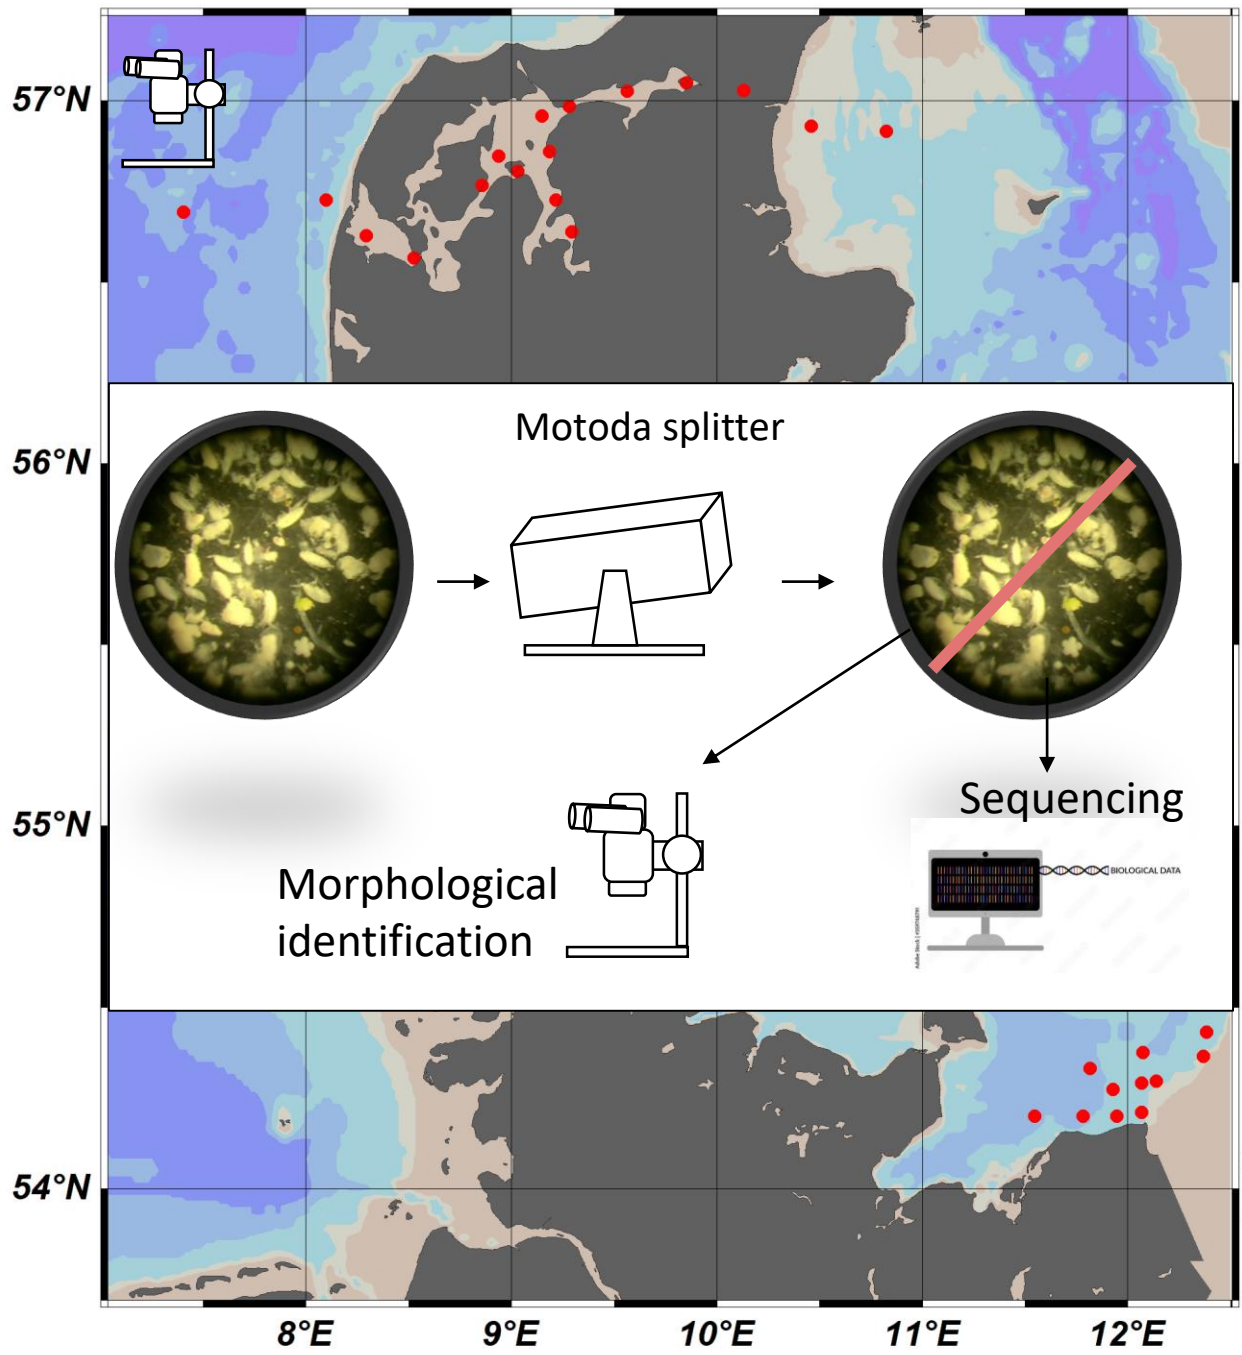 57°N
Motoda splitter
56°N
55°N
Sequencing
BIOLOGICAL DATA
Morphological
identification
54°N
8°E
9°E
10°E
11°E
12°E